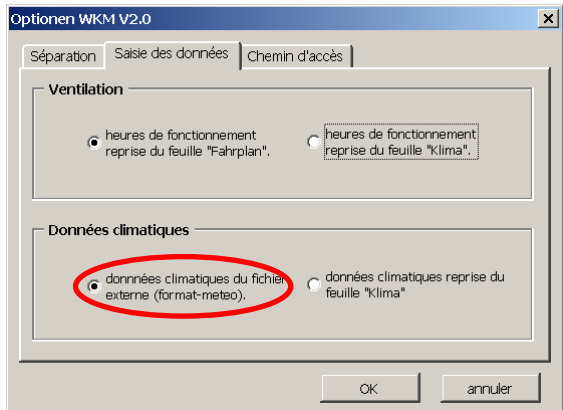 Optionen WKM V2.0
Séparation Saisie des données Chemin d'accès
Ventilation
heures de fonctionnement
reprise du feuille "Fahrplan".
heures de fonctionnement
reprise du feuille "Klima".
Données climatiques
donnnées climatiques du fichier
externe (format-meteo).
données climatiques reprise du
feuille "Klima"
OK annuler